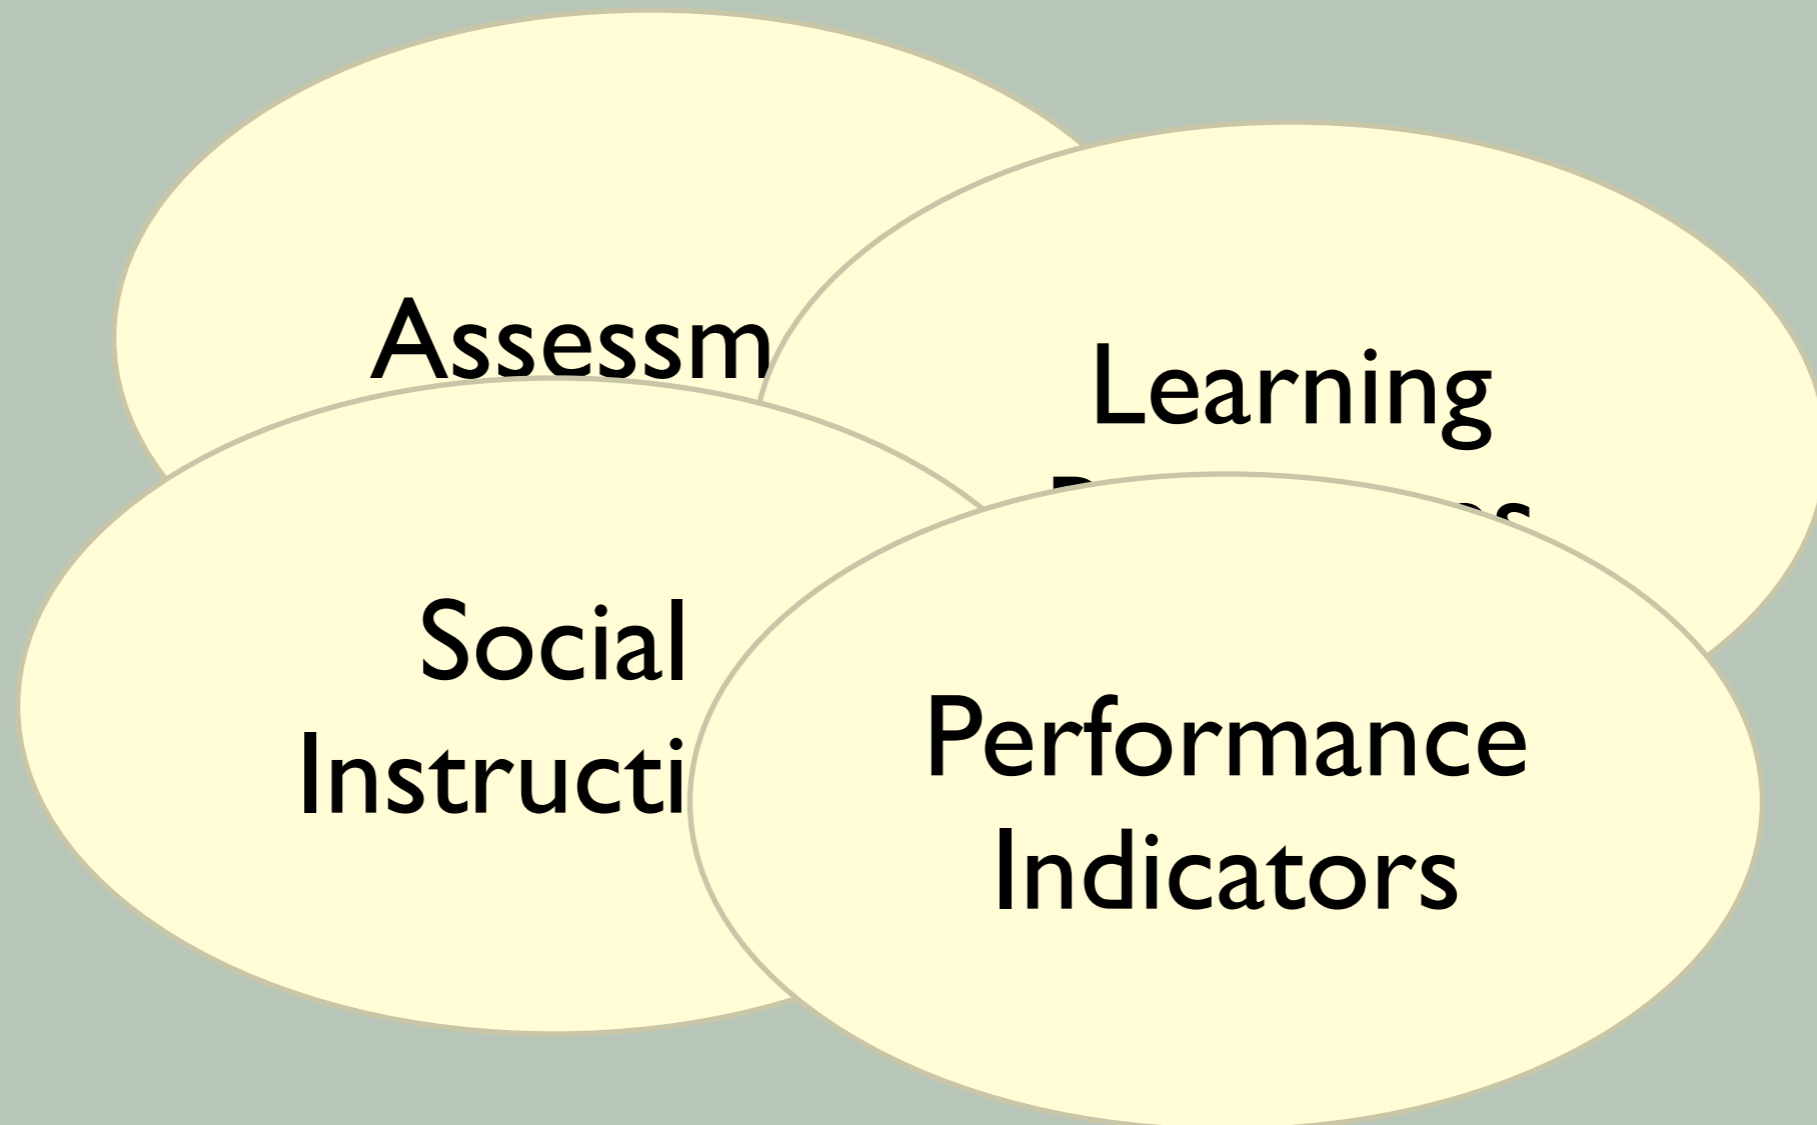 Assessm
Learning
Social
Instructi
Performance
Indicators